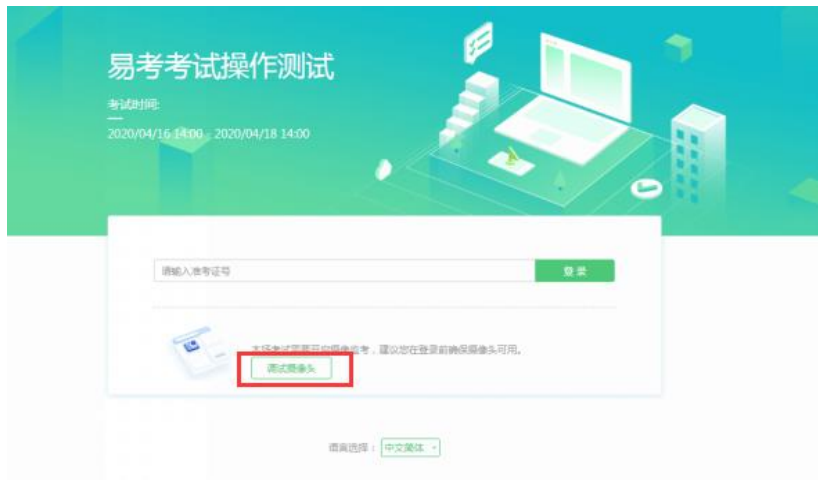 易考考试操作测试
考试时间:
2020/04/16 14:00 - 2020/04/18 14:00
请输入准考证号
登录
本场考试需要开启摄像监考，建议您在登录前确保摄像头可用。
调试摄像头
语言选择：中文简体